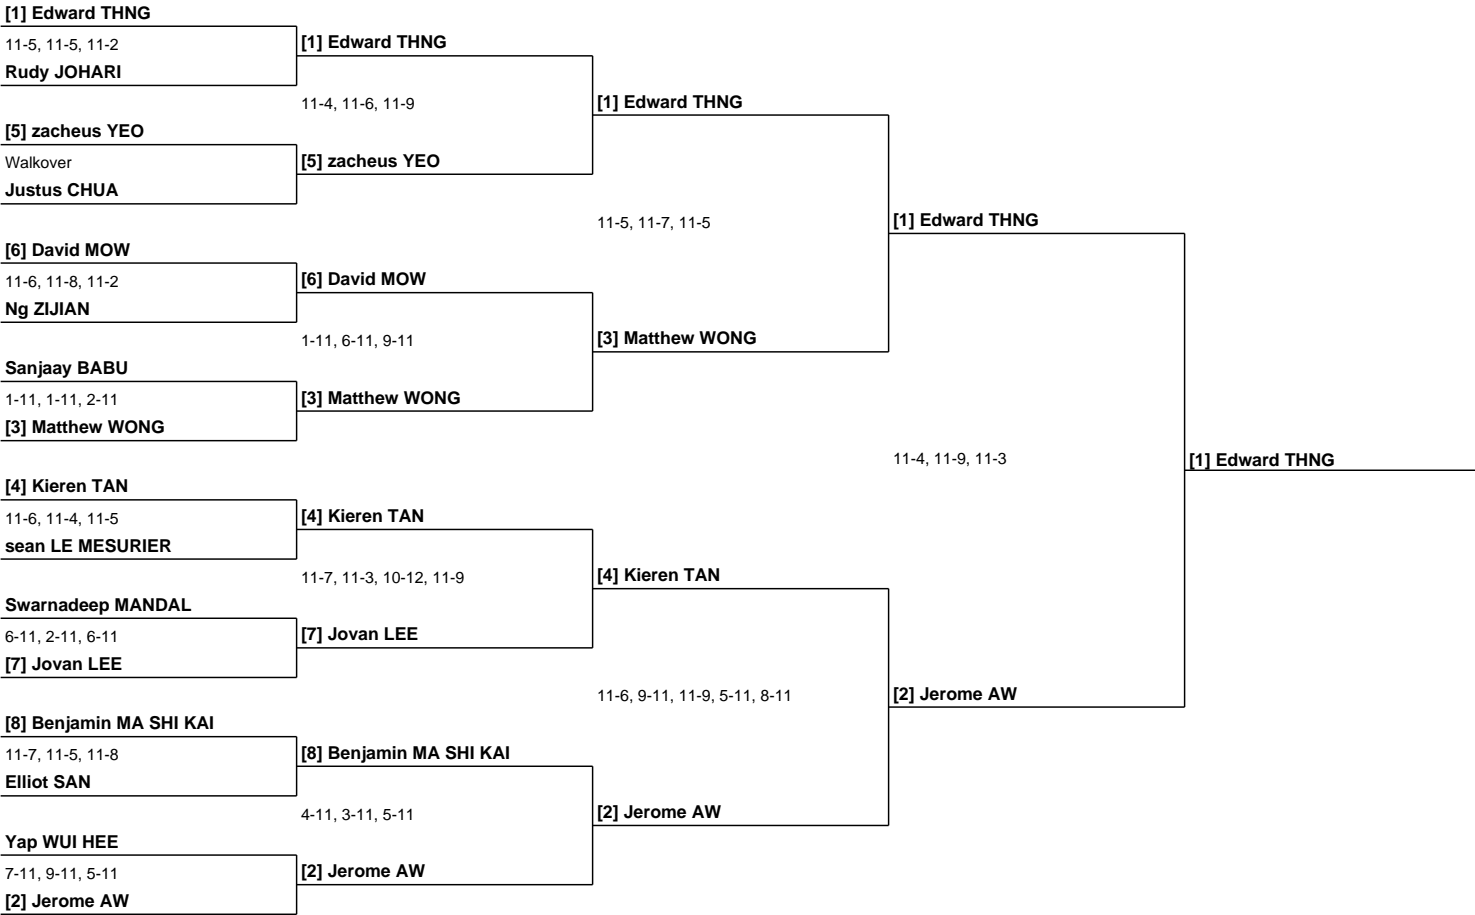 [1] Edward THNG
11-5, 11-5, 11-2
Rudy JOHARI
[5] zacheus YEO
Walkover
Justus CHUA
[6] David MOW
11-6, 11-8, 11-2
Ng ZIJIAN
Sanjaay BABU
1-11, 1-11, 2-11
[3] Matthew WONG
[4] Kieren TAN
11-6, 11-4, 11-5
sean LE MESURIER
Swarnadeep MANDAL
6-11, 2-11, 6-11
[7] Jovan LEE
[8] Benjamin MA SHI KAI
11-7, 11-5, 11-8
Elliot SAN
Yap WUI HEE
7-11, 9-11, 5-11
[2] Jerome AW
[1] Edward THNG
11-4, 11-6, 11-9
[5] zacheus YEO
[6] David MOW
1-11, 6-11, 9-11
[3] Matthew WONG
[4] Kieren TAN
11-7, 11-3, 10-12, 11-9
[7] Jovan LEE
[8] Benjamin MA SHI KAI
4-11, 3-11, 5-11
[2] Jerome AW
[1] Edward THNG
11-5, 11-7, 11-5
[3] Matthew WONG
[4] Kieren TAN
11-6, 9-11, 11-9, 5-11, 8-11
[2] Jerome AW
[1] Edward THNG
11-4, 11-9, 11-3
[2] Jerome AW
[1] Edward THNG